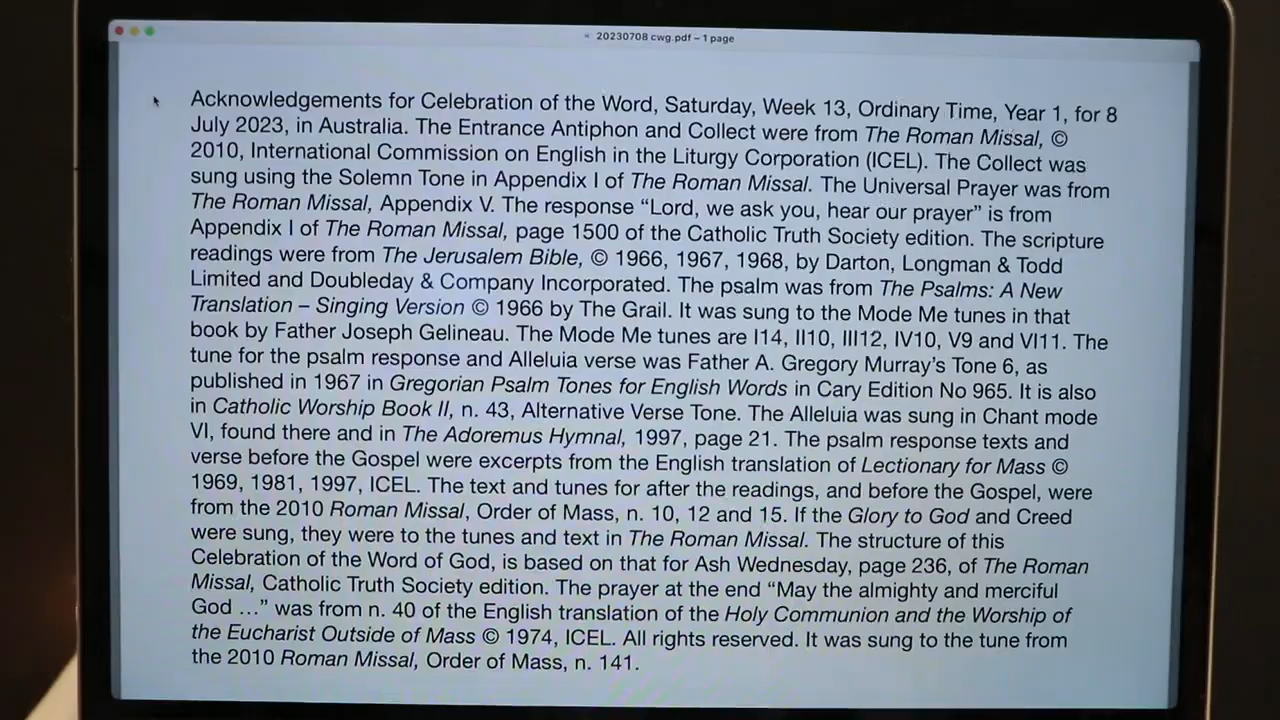 20230708 cwg.pdf – 1 page
Acknowledgements for Celebration of the Word, Saturday, Week 13, Ordinary Time, Year 1, for 8
July 2023, in Australia. The Entrance Antiphon and Collect were from The Roman Missal, ©
2010, International Commission on English in the Liturgy Corporation (ICEL). The Collect was
sung using the Solemn Tone in Appendix I of The Roman Missal. The Universal Prayer was from
The Roman Missal, Appendix V. The response “Lord, we ask you, hear our prayer” is from
Appendix I of The Roman Missal, page 1500 of the Catholic Truth Society edition. The scripture
readings were from The Jerusalem Bible, © 1966, 1967, 1968, by Darton, Longman & Todd
Limited and Doubleday & Company Incorporated. The psalm was from The Psalms: A New
Translation – Singing Version © 1966 by The Grail. It was sung to the Mode Me tunes in that
book by Father Joseph Gelineau. The Mode Me tunes are I14, II10, III12, IV10, V9 and VI11. The
tune for the psalm response and Alleluia verse was Father A. Gregory Murray’s Tone 6, as
published in 1967 in Gregorian Psalm Tones for English Words in Cary Edition No 965. It is also
in Catholic Worship Book II, n. 43, Alternative Verse Tone. The Alleluia was sung in Chant mode
VI, found there and in The Adoremus Hymnal, 1997, page 21. The psalm response texts and
verse before the Gospel were excerpts from the English translation of Lectionary for Mass ©
1969, 1981, 1997, ICEL. The text and tunes for after the readings, and before the Gospel, were
from the 2010 Roman Missal, Order of Mass, n. 10, 12 and 15. If the Glory to God and Creed
were sung, they were to the tunes and text in The Roman Missal. The structure of this
Celebration of the Word of God, is based on that for Ash Wednesday, page 236, of The Roman
Missal, Catholic Truth Society edition. The prayer at the end “May the almighty and merciful
God …” was from n. 40 of the English translation of the Holy Communion and the Worship of
the Eucharist Outside of Mass © 1974, ICEL. All rights reserved. It was sung to the tune from
the 2010 Roman Missal, Order of Mass, n. 141.